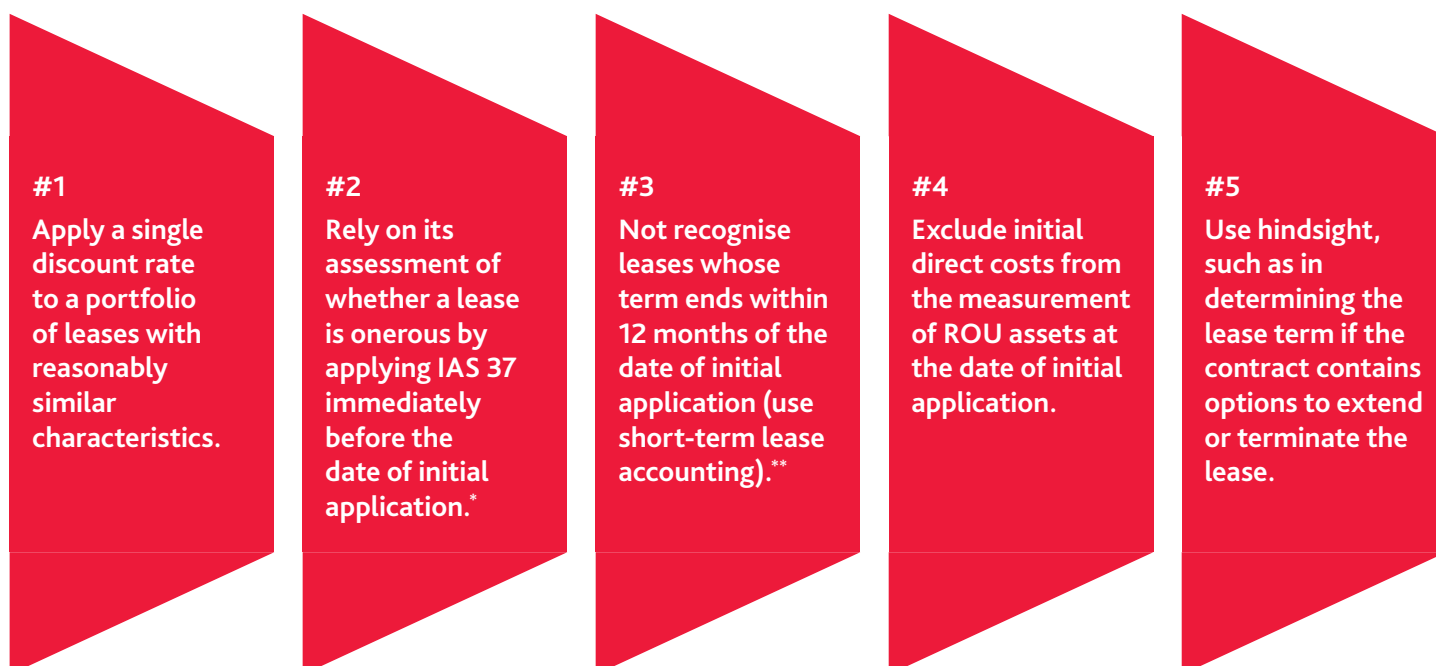 #1
Apply a single
discount rate
to a portfolio
of leases with
reasonably
similar
characteristics.
#2
Rely on its
assessment of
whether a lease
is onerous by
applying IAS 37
immediately
before the
date of initial
application.*
#3
Not recognise
leases whose
term ends within
12 months of the
date of initial
application (use
short-term lease
accounting).**
#4
Exclude initial
direct costs from
the measurement
of ROU assets at
the date of initial
application.
#5
Use hindsight,
such as in
determining the
lease term if the
contract contains
options to extend
or terminate the
lease.